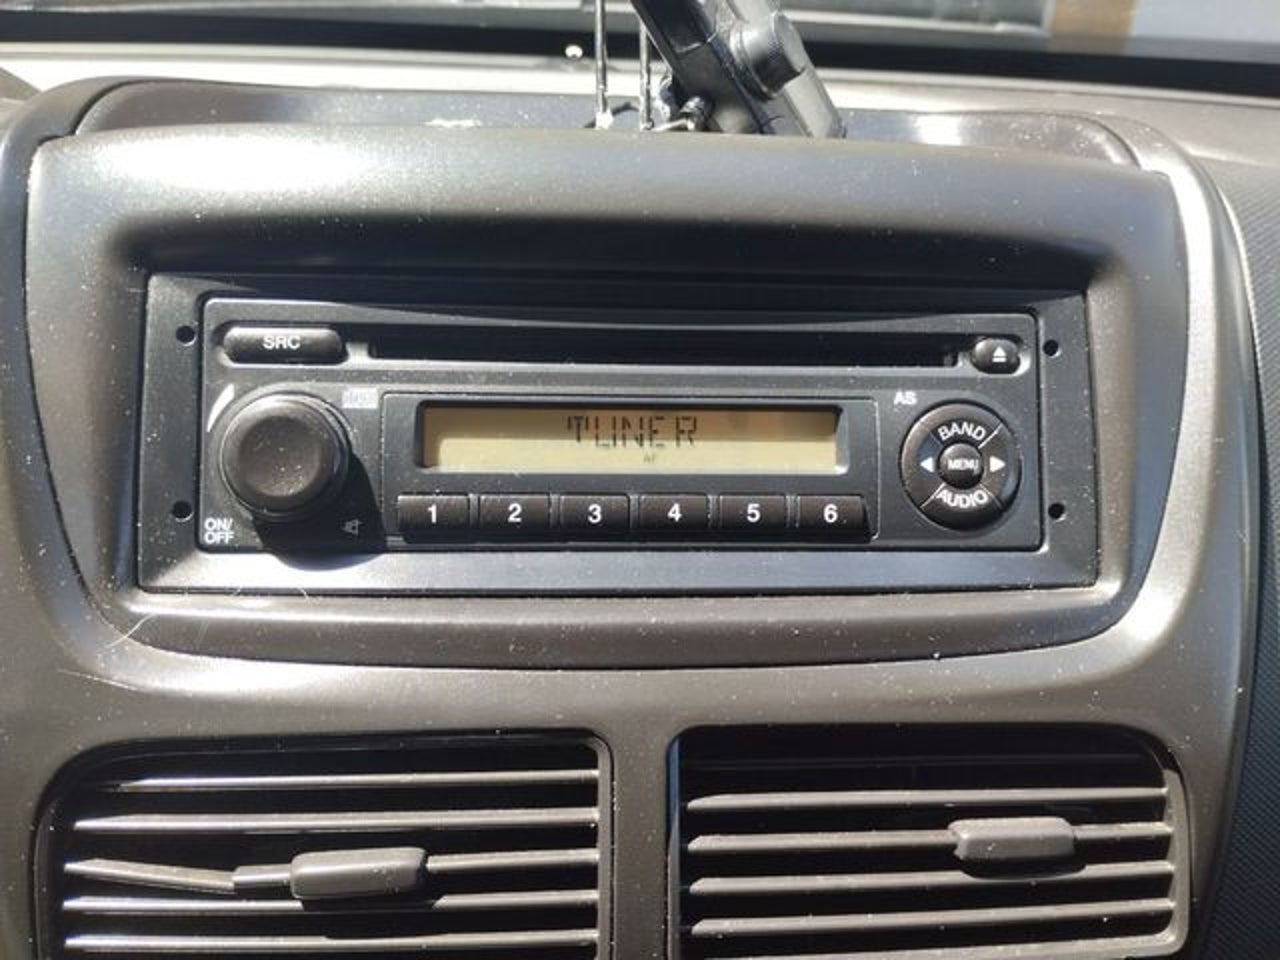 SRC
AS
TUNER
AF
BAND
MENU
AUDIO
1 2 3 4 5 6
ON/
OFF